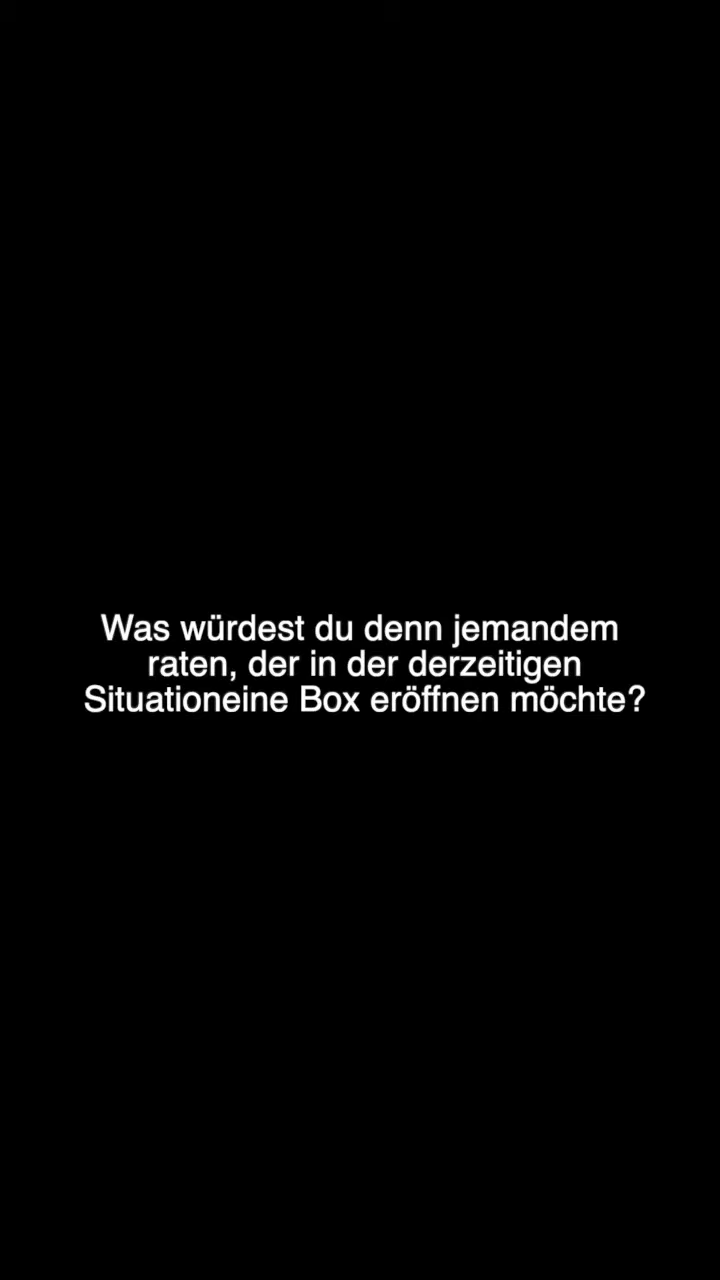 Was würdest du denn jemandem
raten, der in der derzeitigen
Situationeine Box eröffnen möchte?